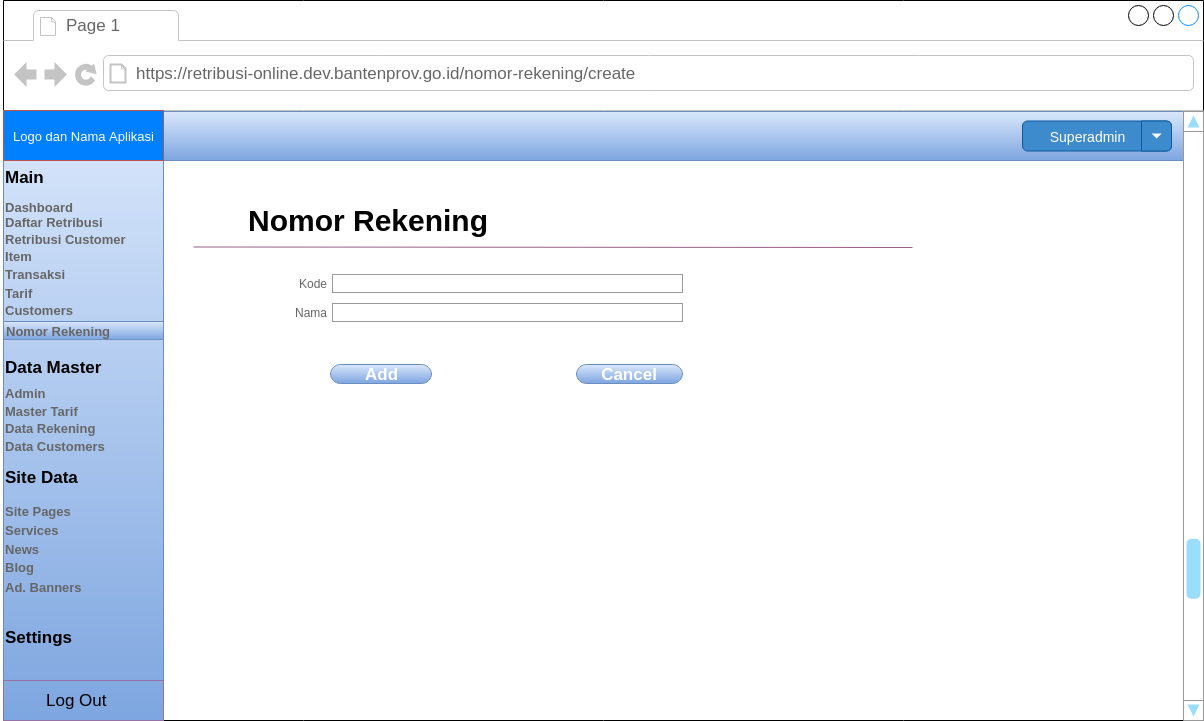 Page 1
https://retribusi-online.dev.bantenprov.go.id/nomor-rekening/create
Logo dan Nama Aplikasi
Superadmin
Main
Dashboard
Daftar Retribusi
Retribusi Customer
Item
Transaksi
Tarif
Customers
Nomor Rekening
Data Master
Admin
Master Tarif
Data Rekening
Data Customers
Site Data
Site Pages
Services
News
Blog
Ad. Banners
Settings
Log Out
Nomor Rekening
Kode
Nama
Add
Cancel